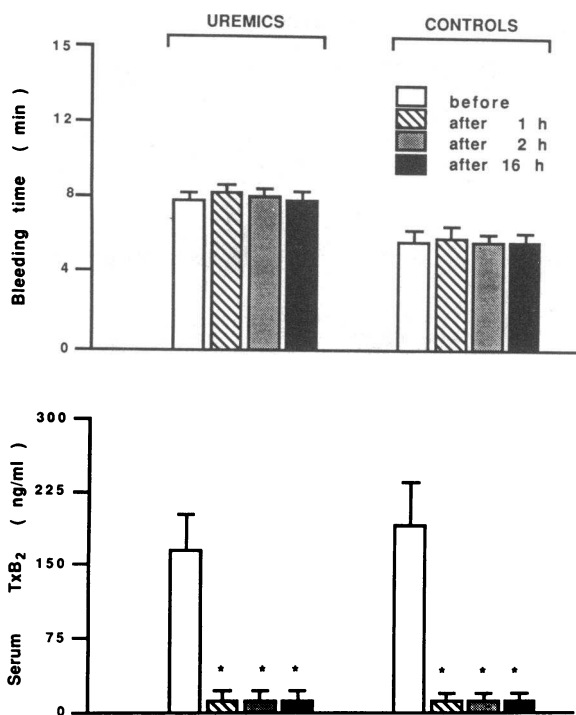 UREMICS
CONTROLS
15
12
8
4
0
Bleeding time ( min )
before
after 1 h
after 2 h
after 16 h
300
225
150
75
0
Serum TxB₂ ( ng/ml )
* * *
* * *